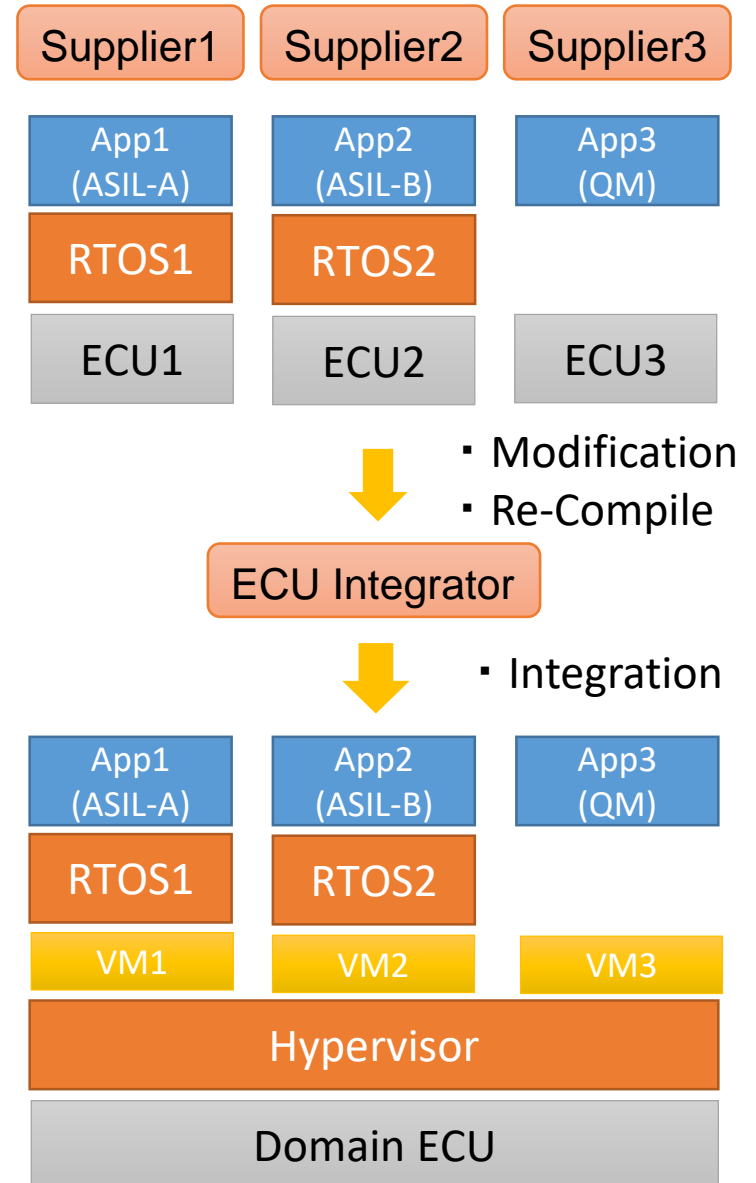 Supplier1
Supplier2
Supplier3
App1
(ASIL-A)
App2
(ASIL-B)
App3
(QM)
RTOS1
RTOS2
ECU1
ECU2
ECU3
・Modification
・Re-Compile
ECU Integrator
・Integration
App1
(ASIL-A)
App2
(ASIL-B)
App3
(QM)
RTOS1
RTOS2
VM1
VM2
VM3
Hypervisor
Domain ECU